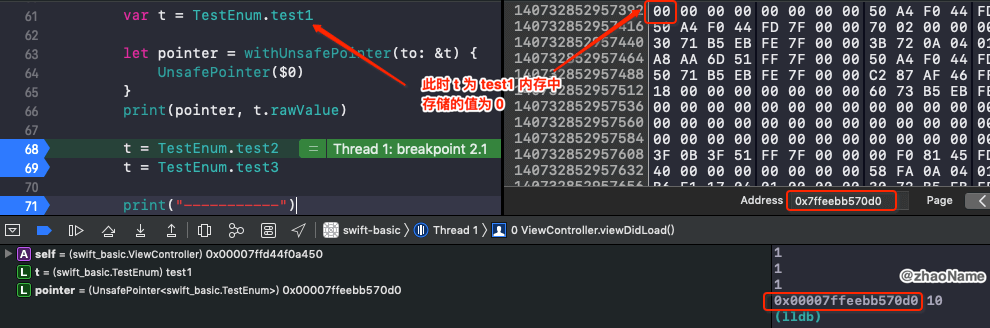 61 var t = TestEnum.test1
62
63 let pointer = withUnsafePointer(to: &t) {
64 UnsafePointer($0)
65 }
66 print(pointer, t.rawValue)
67
68 t = TestEnum.test2 = Thread 1: breakpoint 2.1
69 t = TestEnum.test3
70
71 print("-----------")
此时 t 为 test1 内存中
存储的值为 0
140732852957392 00 00 00 00 00 00 00 00 50 A4 F0 44 FD
140732852957416 50 A4 F0 44 FD 7F 00 00 70 02 00 00 00
140732852957440 30 71 B5 EB FE 7F 00 00 3B 72 0A 04 01
140732852957464 A8 AA 6D 51 FF 7F 00 00 50 A4 F0 44 FD
140732852957488 50 71 B5 EB FE 7F 00 00 C2 87 AF 46 FF
140732852957512 18 00 00 00 00 00 00 00 60 73 B5 EB FE
140732852957536 00 00 00 00 00 00 00 00 00 00 00 00 00
140732852957560 00 00 00 00 00 00 00 00 00 00 00 00 00
140732852957584 00 00 00 00 00 00 00 00 00 00 00 00 00
140732852957608 3F 0B 3F 51 FF 7F 00 00 00 F0 81 45 FD
140732852957632 40 00 00 00 00 00 00 00 58 FA 0A 04 01
140732852957656
Address 0x7ffeebb570d0 Page
swift-basic 〉 Thread 1 〉 0 ViewController.viewDidLoad()
A self = (swift_basic.ViewController) 0x00007ffd44f0a450
L t = (swift_basic.TestEnum) test1
L pointer = (UnsafePointer<swift_basic.TestEnum>) 0x00007ffeebb570d0
1
1
1
0x00007ffeebb570d0 10
(lldb)
@zhaoName